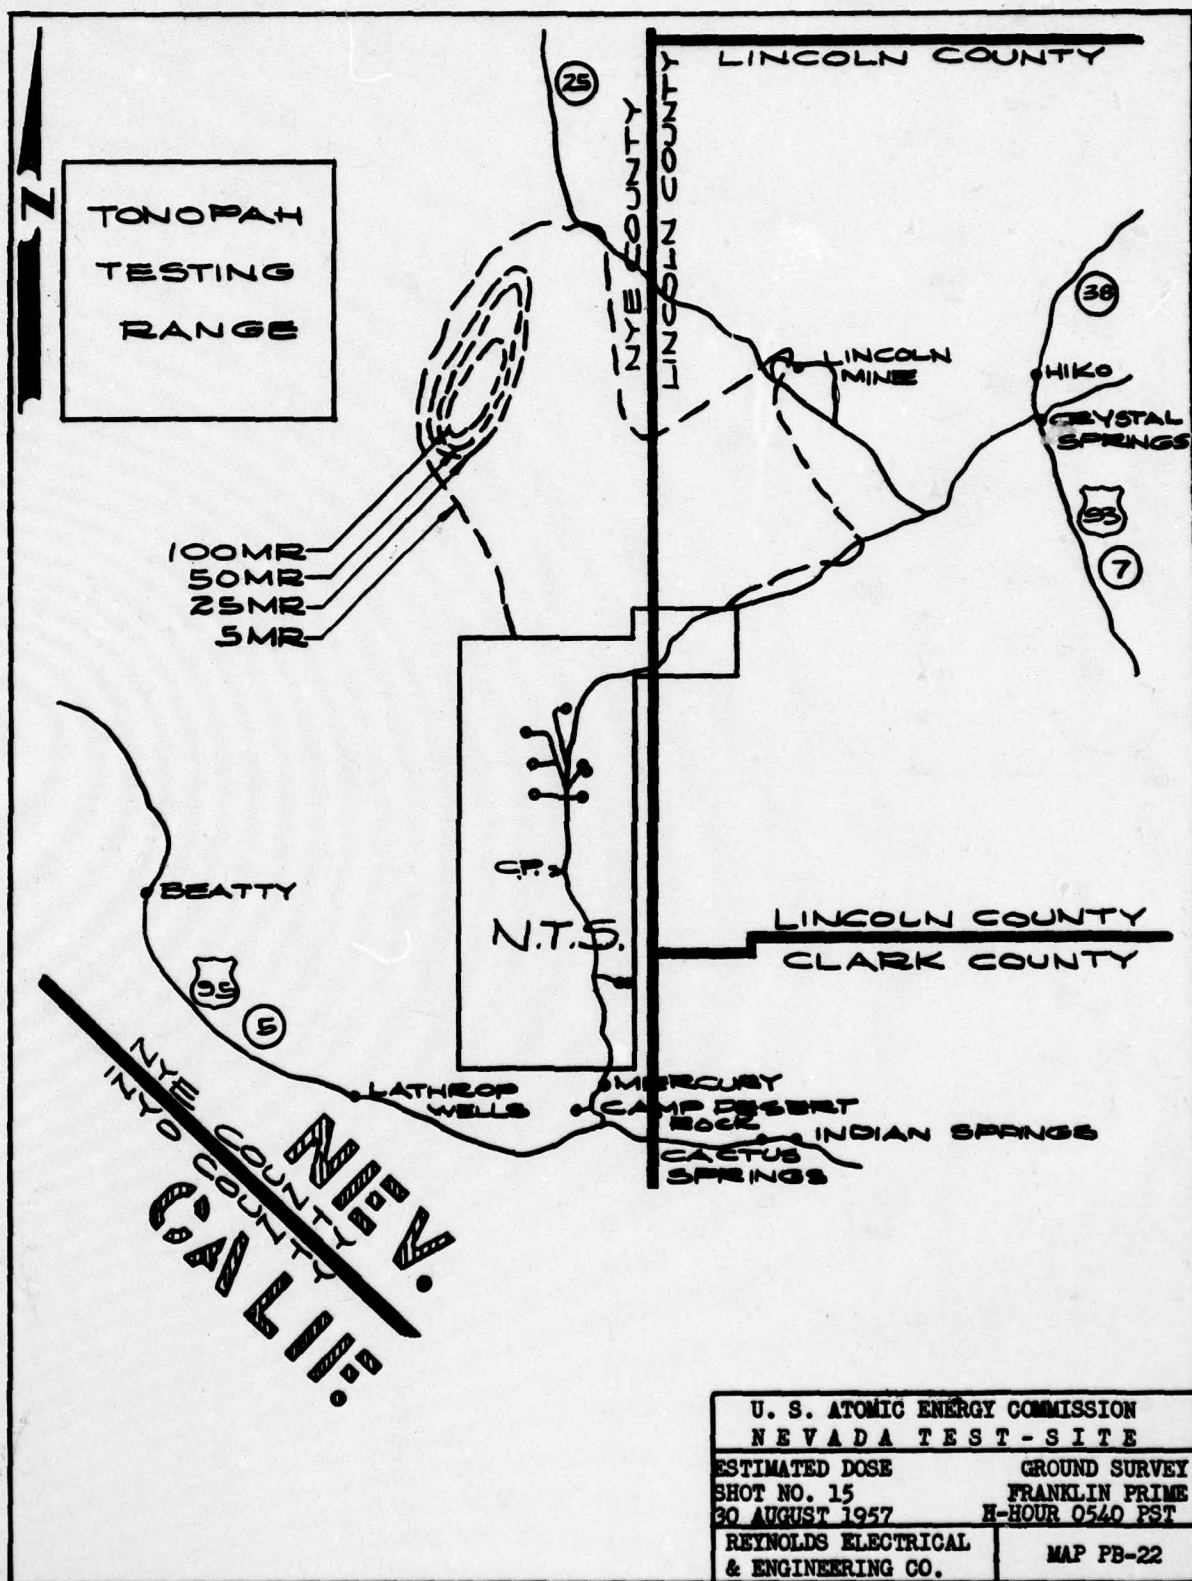 LINCOLN COUNTY
25
NYE COUNTY
LINCOLN COUNTY
N
TONOPAH
TESTING
RANGE
38
LINCOLN
MINE
HIKO
CRYSTAL
SPRINGS
93
7
100MR
50MR
25MR
5MR
C.P.
BEATTY
N.T.S.
LINCOLN COUNTY
CLARK COUNTY
95
5
NYE COUNTY
INYO COUNTY
NEV.
CALIF.
LATHROP
WELLS
MERCURY
CAMP DESERT
ROCK
INDIAN SPRINGS
CACTUS
SPRINGS
U. S. ATOMIC ENERGY COMMISSION
NEVADA TEST-SITE
ESTIMATED DOSE GROUND SURVEY
SHOT NO. 15 FRANKLIN PRIME
30 AUGUST 1957 H-HOUR 0540 PST
REYNOLDS ELECTRICAL
& ENGINEERING CO.
MAP PB-22